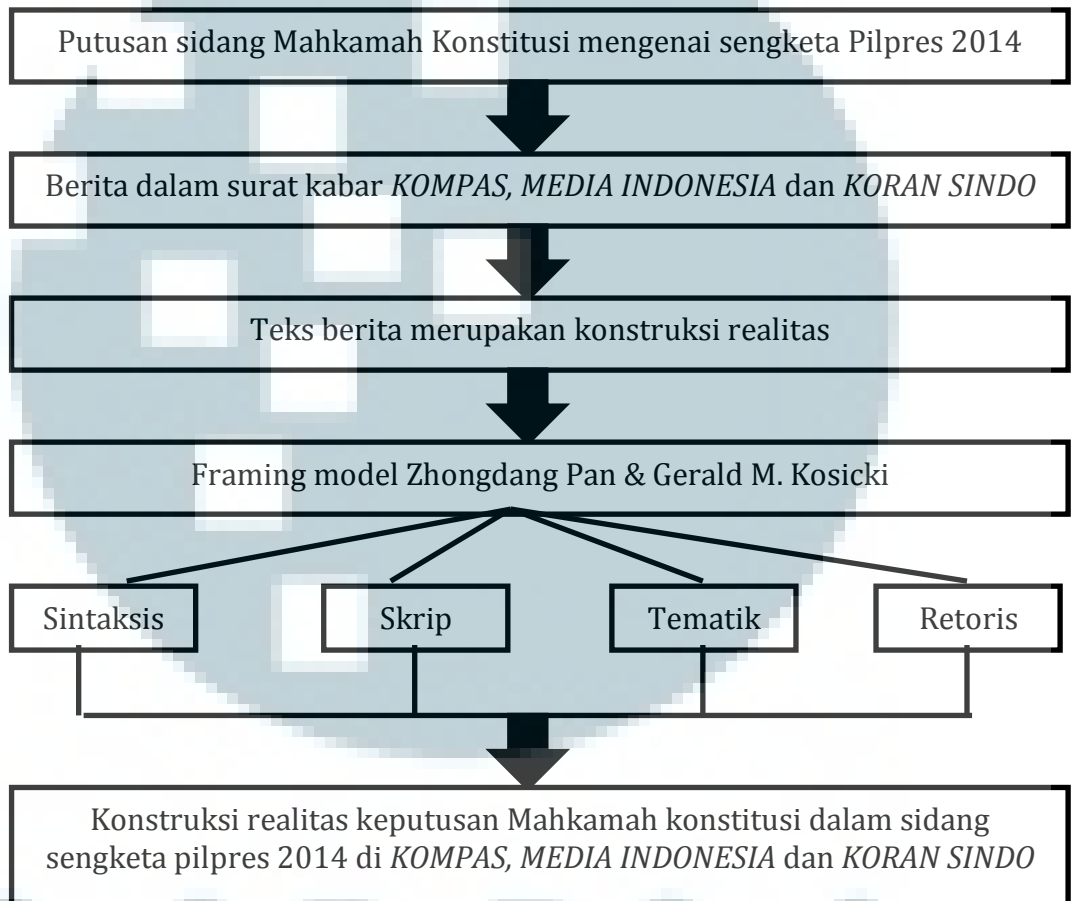 Putusan sidang Mahkamah Konstitusi mengenai sengketa Pilpres 2014
Berita dalam surat kabar KOMPAS, MEDIA INDONESIA dan KORAN SINDO
Teks berita merupakan konstruksi realitas
Framing model Zhongdang Pan & Gerald M. Kosicki
Sintaksis
Skrip
Tematik
Retoris
Konstruksi realitas keputusan Mahkamah konstitusi dalam sidang
sengketa pilpres 2014 di KOMPAS, MEDIA INDONESIA dan KORAN SINDO